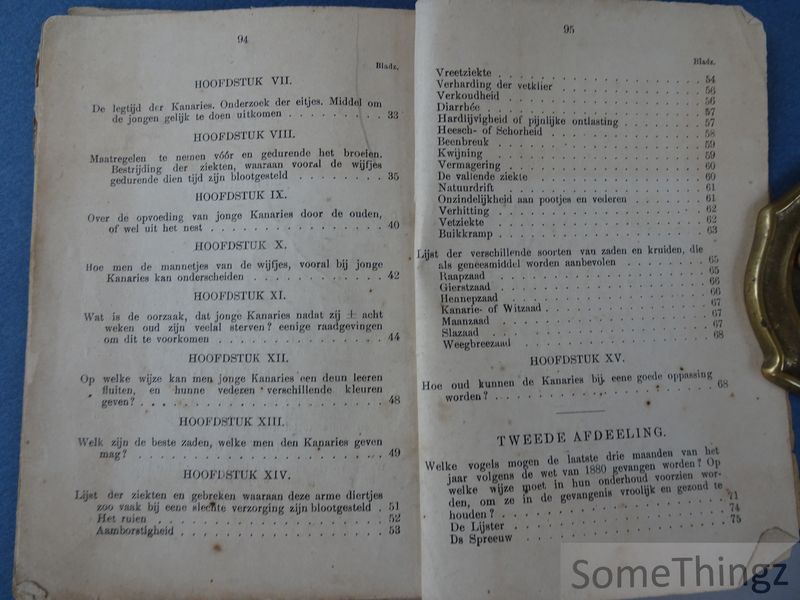 94
Bladz.
HOOFDSTUK VII.
De legtijd der Kanaries. Onderzoek der eitjes. Middel om
de jongen gelijk te doen uitkomen . . . . . . . . . 33
HOOFDSTUK VIII.
Maatregelen te nemen vóór en gedurende het broeien.
Bestrijding der ziekten, waaraan vooral de wijfjes
gedurende dien tijd zijn blootgesteld . . . . . . . . 35
HOOFDSTUK IX.
Over de opvoeding van jonge Kanaries door de ouden,
of wel uit het nest . . . . . . . . . . . . . . . 40
HOOFDSTUK X.
Hoe men de mannetjes van de wijfjes, vooral bij jonge
Kanaries kan onderscheiden . . . . . . . . . . . 42
HOOFDSTUK XI.
Wat is de oorzaak, dat jonge Kanaries nadat zij ± acht
weken oud zijn veelal sterven? eenige raadgevingen
om dit te voorkomen . . . . . . . . . . . . . . 44
HOOFDSTUK XII.
Op welke wijze kan men jonge Kanaries een deun leeren
fluiten, en hunne vedezen verschillende kleuren
geven? . . . . . . . . . . . . . . . . . . . 48
HOOFDSTUK XIII.
Welk zijn de beste zaden, welke men den Kanaries geven
mag? . . . . . . . . . . . . . . . . . . . . 49
HOOFDSTUK XIV.
Lijst der ziekten en gebreken waaraan deze arme diertjes
zoo vaak bij eene slechte verzorging zijn blootgesteld . 51
Het ruien . . . . . . . . . . . . . . . . . . 52
Aamborstigheid . . . . . . . . . . . . . . . . 53
95
Bladz.
Vreetziekte . . . . . . . . . . . . . . . . . 54
Verharding der vetklier . . . . . . . . . . . . 56
Verkoudheid . . . . . . . . . . . . . . . . . 56
Diarrhée . . . . . . . . . . . . . . . . . . 57
Hardlijvigheid of pijnlijke ontlasting . . . . . . . 57
Heesch- of Schorheid . . . . . . . . . . . . . 58
Beenbreuk . . . . . . . . . . . . . . . . . . 59
Kwijning . . . . . . . . . . . . . . . . . . 59
Vermagering . . . . . . . . . . . . . . . . . 60
De vallende ziekte . . . . . . . . . . . . . . 60
Natuurdrift . . . . . . . . . . . . . . . . . 61
Onzindelijkheid aan pootjes en vederen . . . . . . 61
Verhitting . . . . . . . . . . . . . . . . . 62
Vetziekte . . . . . . . . . . . . . . . . . . 62
Buikkramp . . . . . . . . . . . . . . . . . . 63
Lijst der verschillende soorten van zaden en kruiden, die
als geneesmiddel worden aanbevolen . . . . . . . 65
Raapzaad . . . . . . . . . . . . . . . . . . 65
Gierstzaad . . . . . . . . . . . . . . . . . 66
Hennepzaad . . . . . . . . . . . . . . . . . 66
Kanarie- of Witzaad . . . . . . . . . . . . . . 67
Maanzaad . . . . . . . . . . . . . . . . . . 67
Slazaad . . . . . . . . . . . . . . . . . . . 67
Weegbreezaad . . . . . . . . . . . . . . . . 68
HOOFDSTUK XV.
Hoe oud kunnen de Kanaries bij eene goede oppassing
worden? . . . . . . . . . . . . . . . . . . . 68
TWEEDE AFDEELING.
Welke vogels mogen de laatste drie maanden van het
jaar volgens de wet van 1880 gevangen worden? Op
welke wijze moet in hun onderhoud voorzien wor-
den, om ze in de gevangenis vroolijk en gezond te
houden? . . . . . . . . . . . . . . . . . . . 71
De Lijster . . . . . . . . . . . . . . . . . . 74
Ds Spreeuw . . . . . . . . . . . . . . . . . 75
SomeThingz